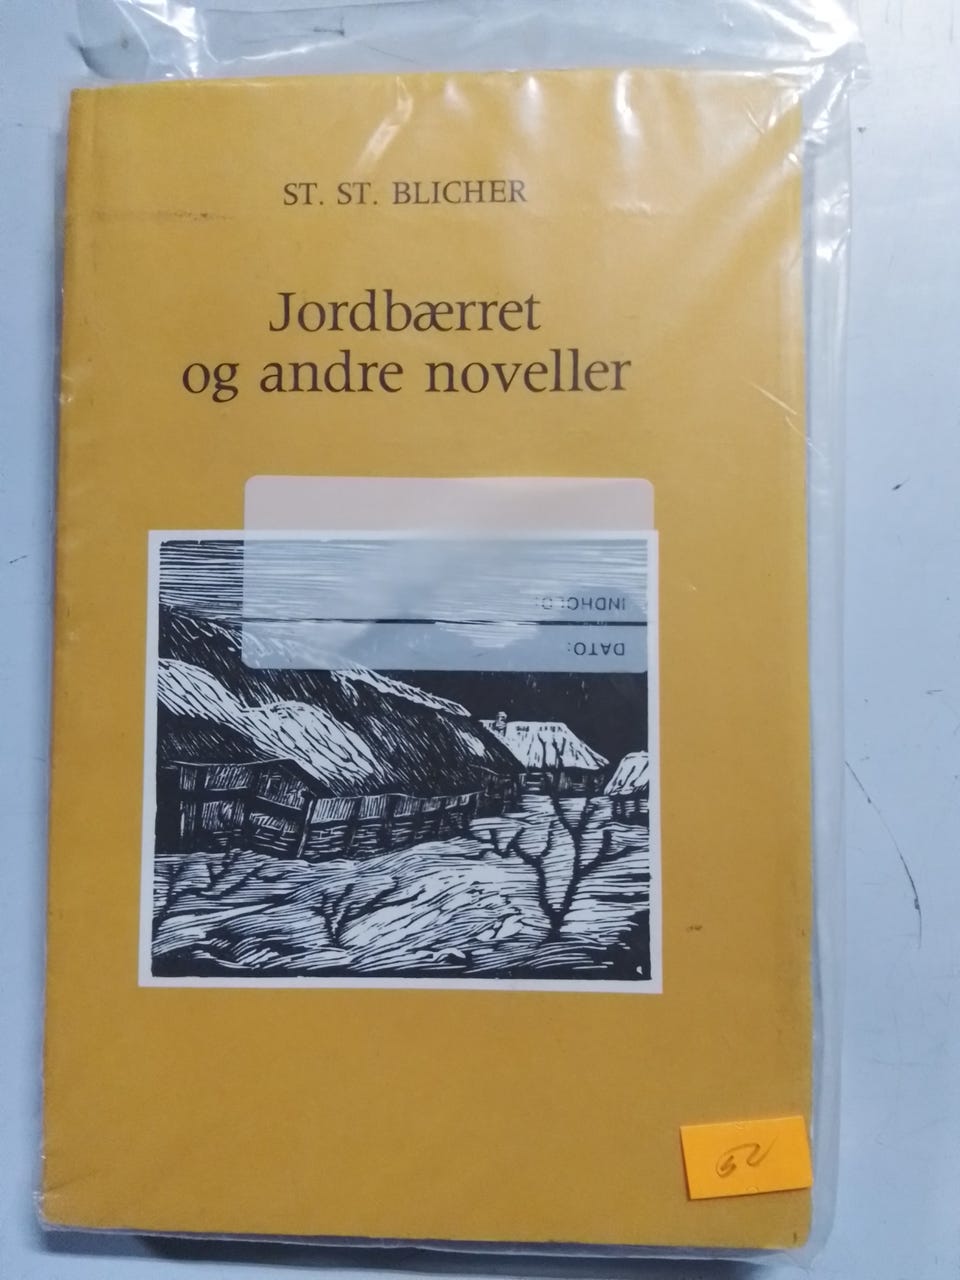 ST. ST. BLICHER
Jordbærret
og andre noveller
INDHOLD:
DATO: